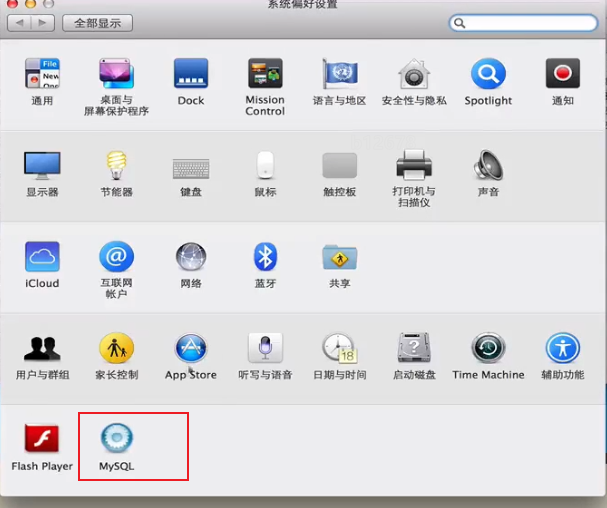 系统偏好设置
全部显示
File
New
One
通用
桌面与
屏幕保护程序
Dock
Mission
Control
语言与地区
安全性与隐私
Spotlight
通知
显示器
节能器
键盘
鼠标
触控板
打印机与
扫描仪
声音
iCloud
互联网
帐户
网络
蓝牙
共享
18
用户与群组
家长控制
App Store
听写与语音
日期与时间
启动磁盘
Time Machine
辅助功能
Flash Player
MySQL